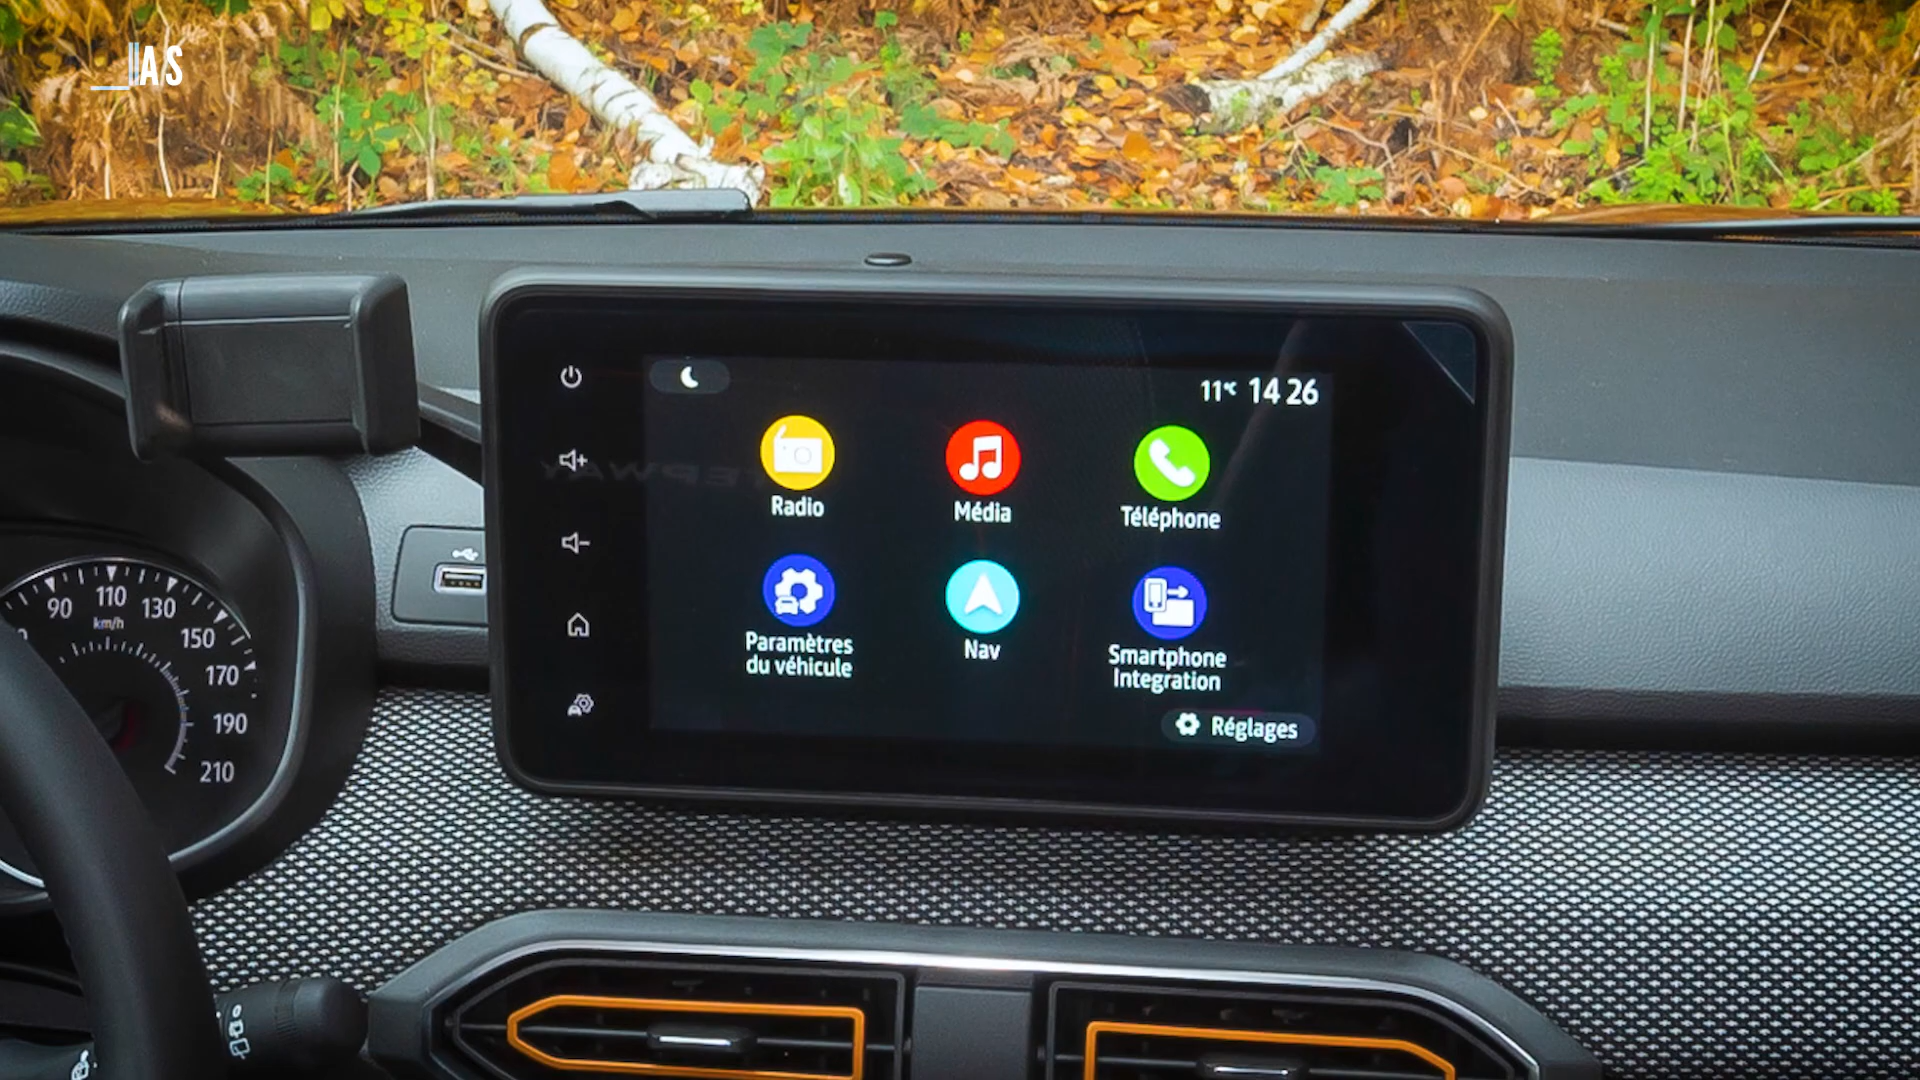 AS
11°C 14 26
Radio
Média
Téléphone
Paramètres
du véhicule
Nav
Smartphone
Integration
Réglages
90
110
130
km/h
150
170
190
210